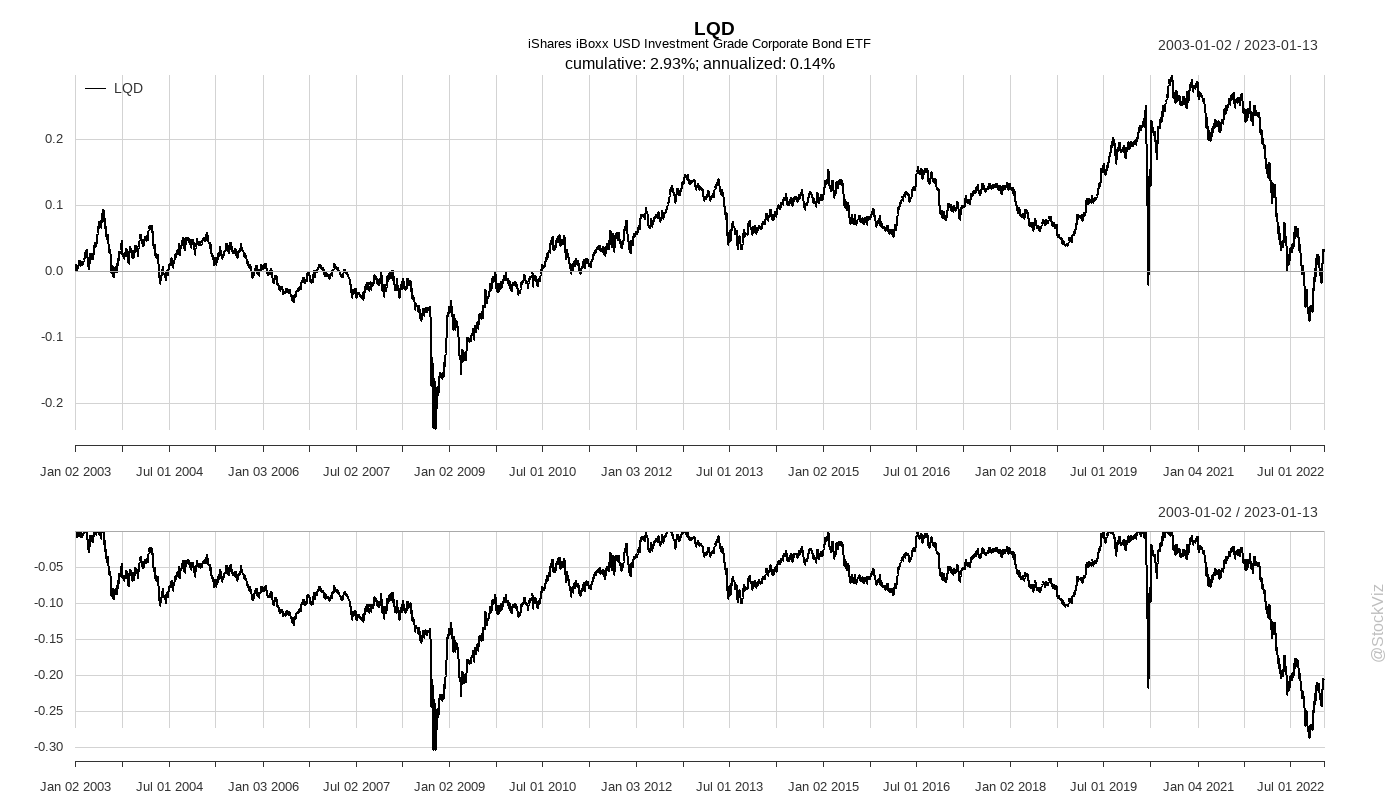 LQD
iShares iBoxx USD Investment Grade Corporate Bond ETF
2003-01-02 / 2023-01-13
cumulative: 2.93%; annualized: 0.14%
LQD
0.2
0.1
0.0
-0.1
-0.2
Jan 02 2003 Jul 01 2004 Jan 03 2006 Jul 02 2007 Jan 02 2009 Jul 01 2010 Jan 03 2012 Jul 01 2013 Jan 02 2015 Jul 01 2016 Jan 02 2018 Jul 01 2019 Jan 04 2021 Jul 01 2022
2003-01-02 / 2023-01-13
-0.05
-0.10
-0.15
-0.20
-0.25
-0.30
Jan 02 2003 Jul 01 2004 Jan 03 2006 Jul 02 2007 Jan 02 2009 Jul 01 2010 Jan 03 2012 Jul 01 2013 Jan 02 2015 Jul 01 2016 Jan 02 2018 Jul 01 2019 Jan 04 2021 Jul 01 2022
@StockViz